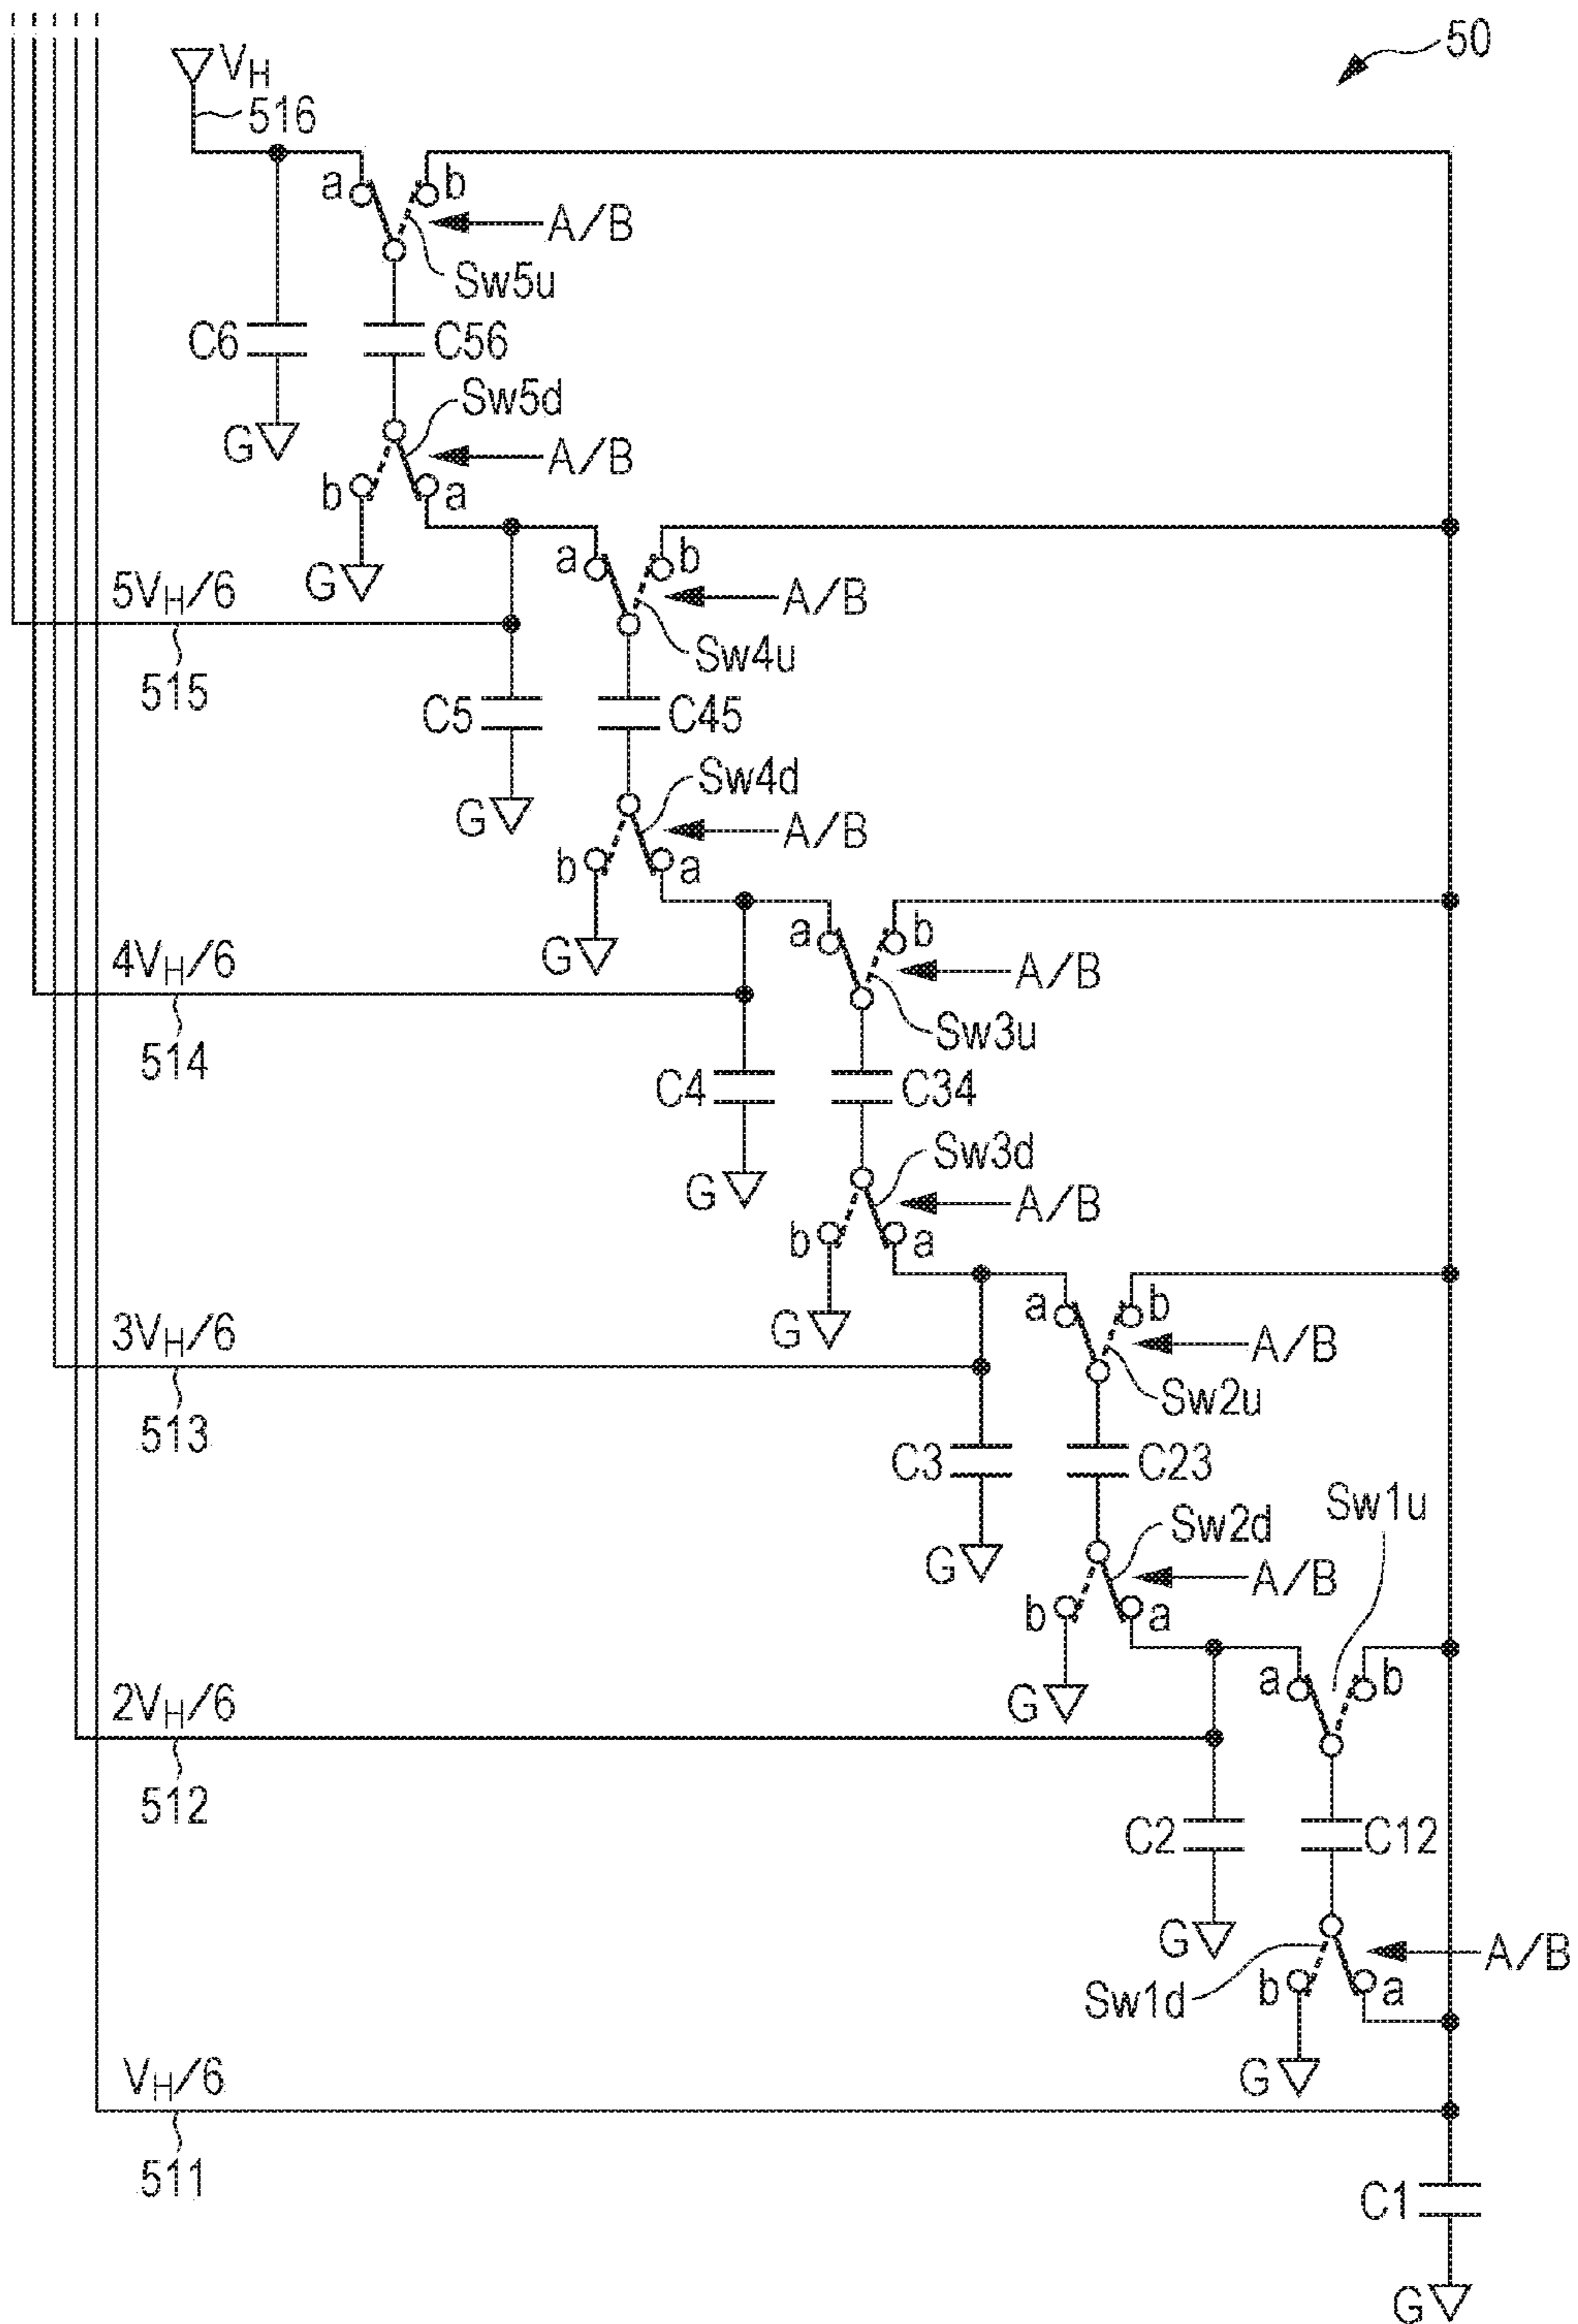 50
VH
516
a
b
A/B
Sw5u
C6
C56
Sw5d
G
A/B
b
a
G
a
b
5VH/6
A/B
515
Sw4u
C5
C45
Sw4d
G
A/B
b
a
G
a
b
4VH/6
A/B
514
Sw3u
C4
C34
Sw3d
G
A/B
b
a
G
a
b
3VH/6
A/B
513
Sw2u
C3
C23
Sw1u
Sw2d
G
A/B
b
a
G
a
b
2VH/6
512
C2
C12
G
A/B
Sw1d
b
a
G
VH/6
511
C1
G